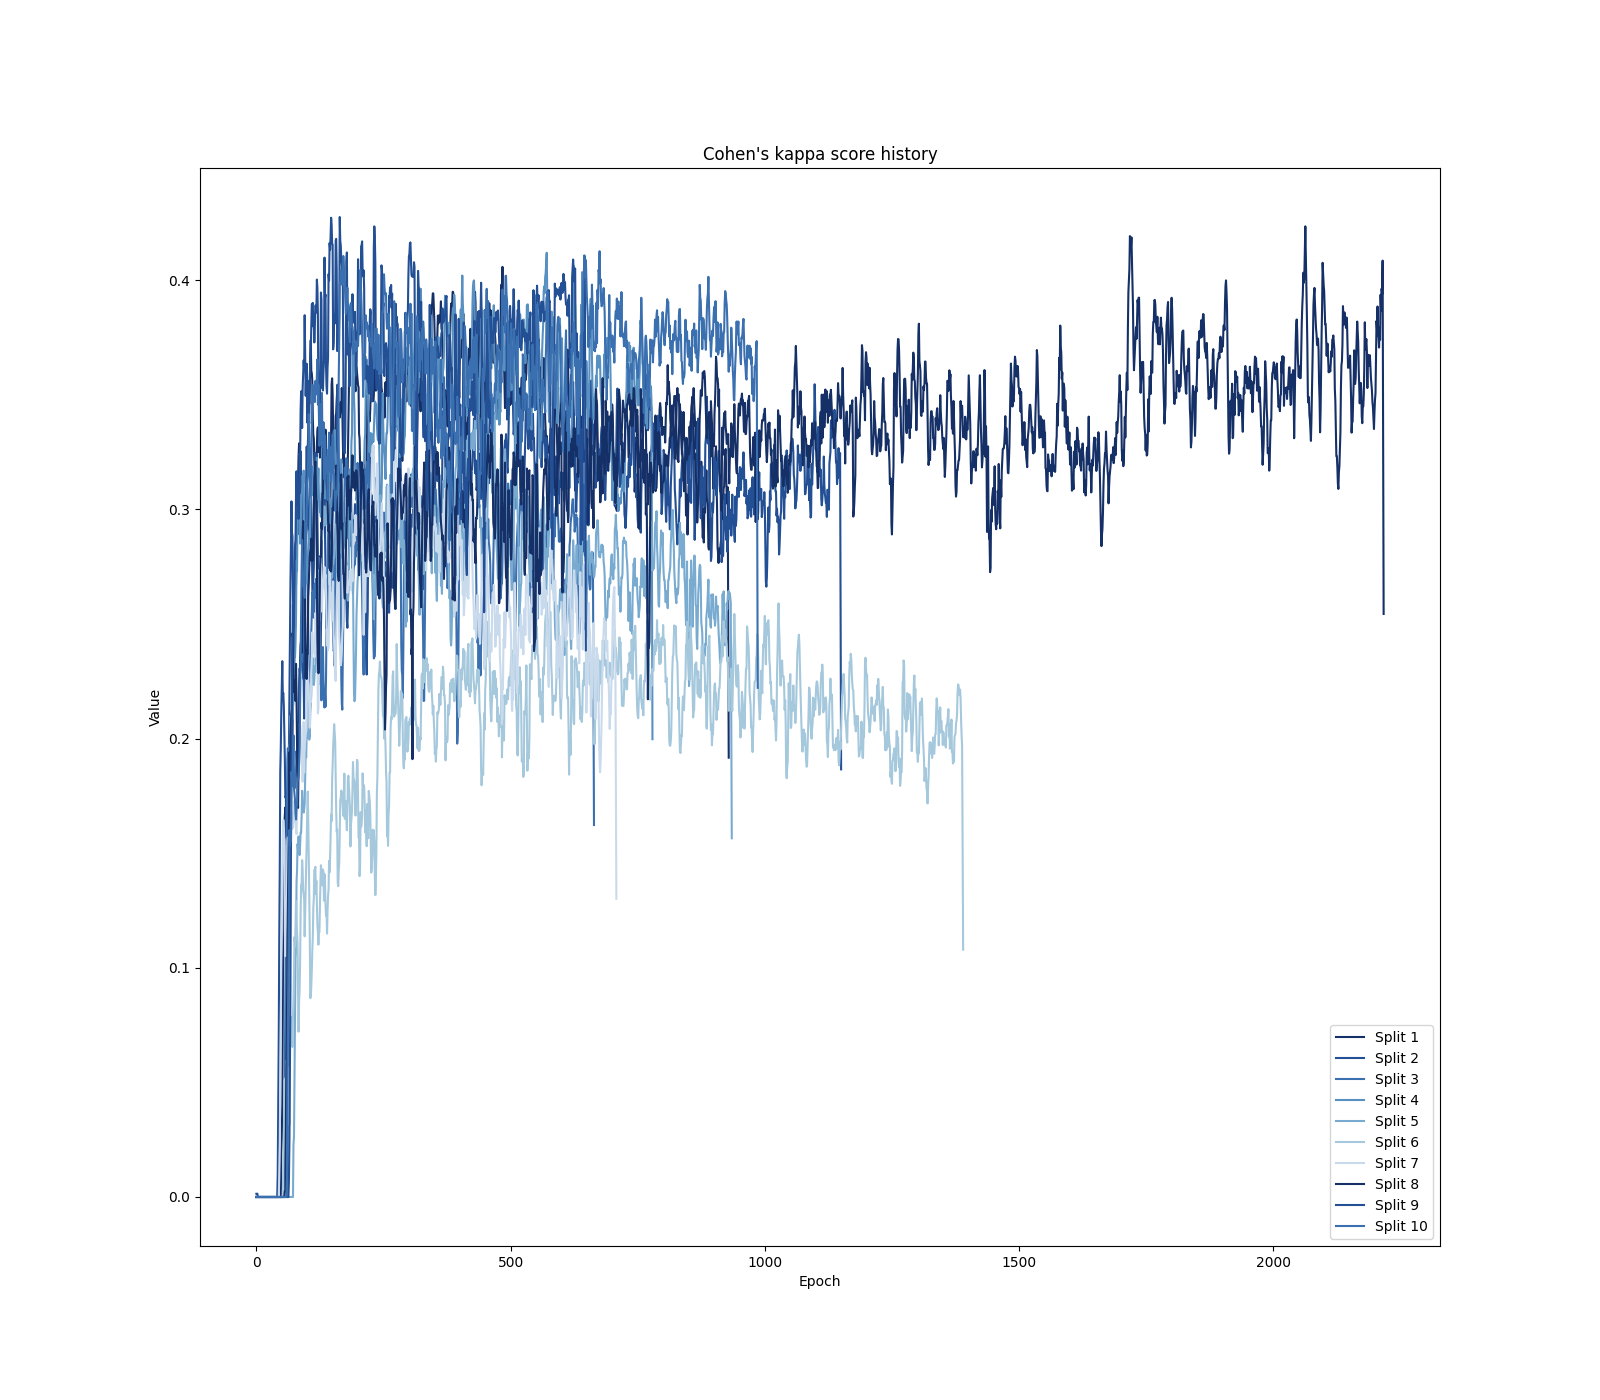 Cohen's kappa score history
Value
0.4
0.3
0.2
0.1
0.0
0
500
1000
1500
2000
Epoch
Split 1
Split 2
Split 3
Split 4
Split 5
Split 6
Split 7
Split 8
Split 9
Split 10